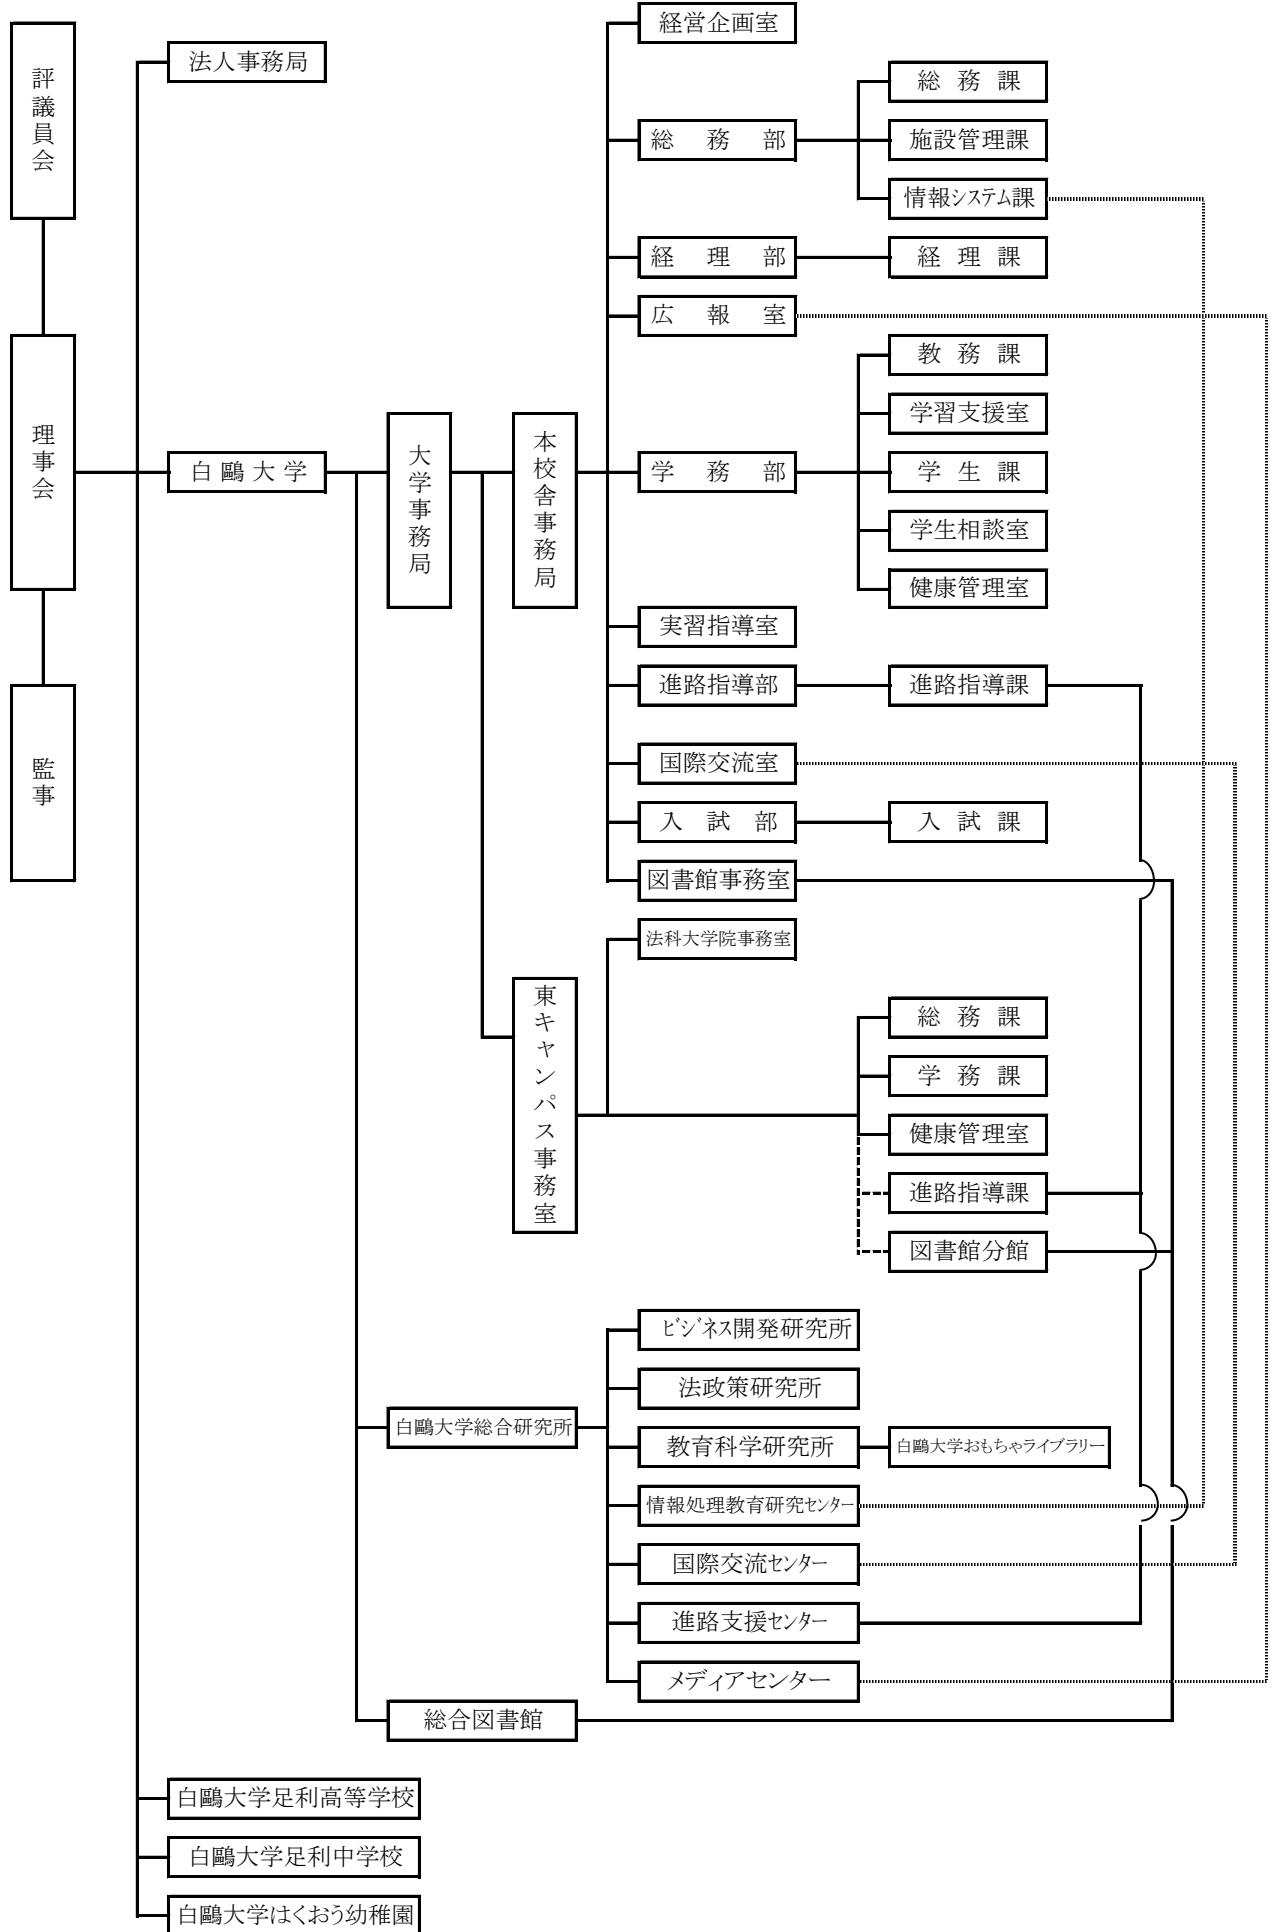 評議員会
理事会
監事
法人事務局
白鷗大学
大学事務局
本校舎事務局
経営企画室
総務部
総務課
施設管理課
情報システム課
経理部
経理課
広報室
学務部
教務課
学習支援室
学生課
学生相談室
健康管理室
実習指導室
進路指導部
進路指導課
国際交流室
入試部
入試課
図書館事務室
東キャンパス事務室
法科大学院事務室
総務課
学務課
健康管理室
進路指導課
図書館分館
白鷗大学総合研究所
ビジネス開発研究所
法政策研究所
教育科学研究所
白鷗大学おもちゃライブラリー
情報処理教育研究センター
国際交流センター
進路支援センター
メディアセンター
総合図書館
白鷗大学足利高等学校
白鷗大学足利中学校
白鷗大学はくおう幼稚園